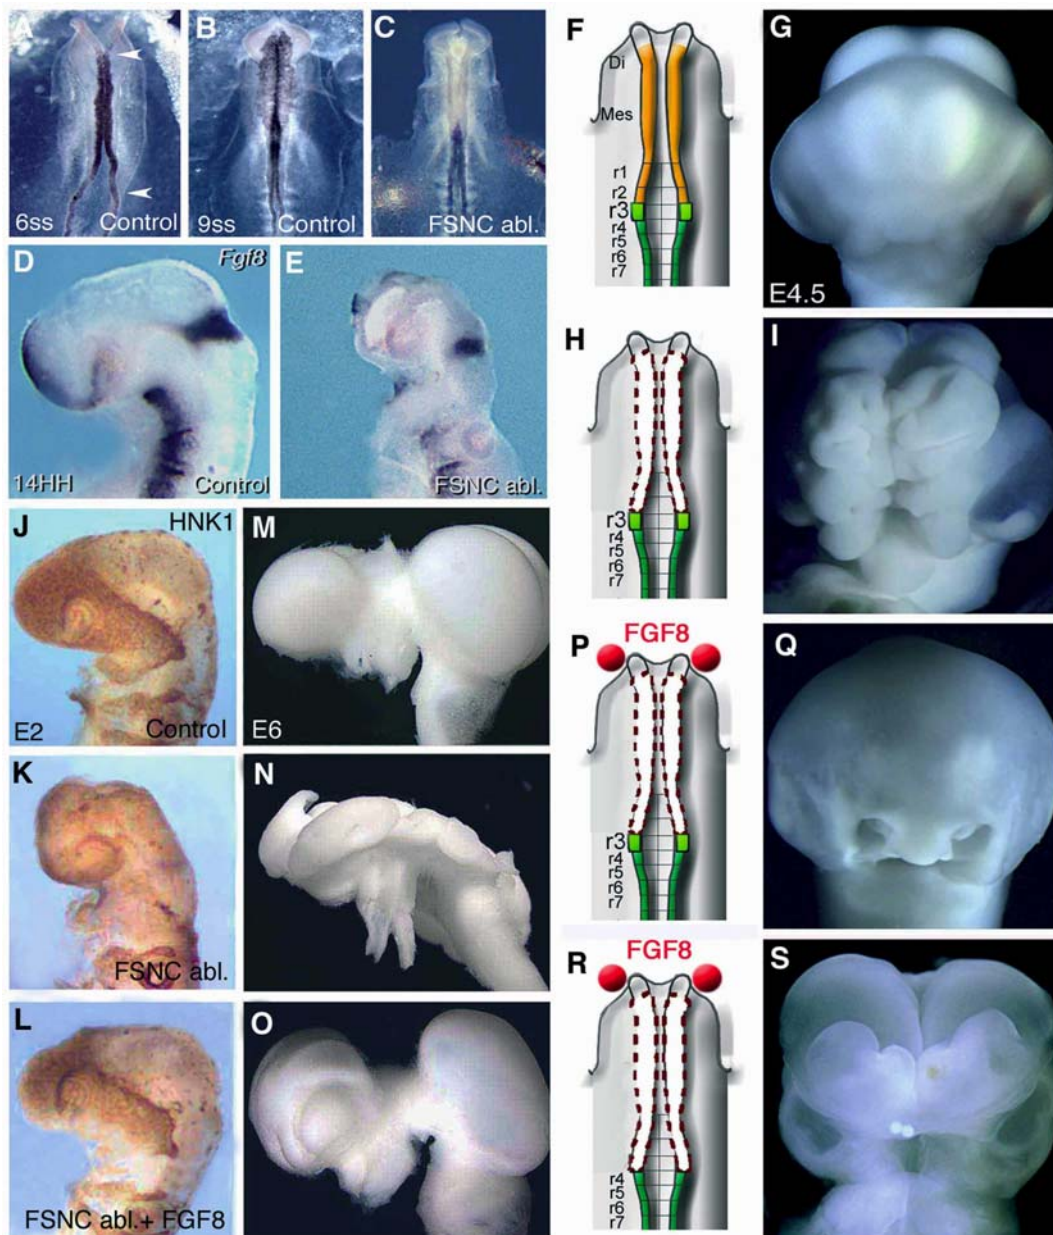 A
6ss
Control
B
9ss
Control
C
FSNC abl.
D
Fgf8
14HH
Control
E
FSNC abl.
F
Di
Mes
r1
r2
r3
r4
r5
r6
r7
G
E4.5
H
r3
r4
r5
r6
r7
I
J
HNK1
E2
Control
M
E6
K
FSNC abl.
N
L
FSNC abl.+ FGF8
O
P
FGF8
r3
r4
r5
r6
r7
Q
R
FGF8
r4
r5
r6
r7
S